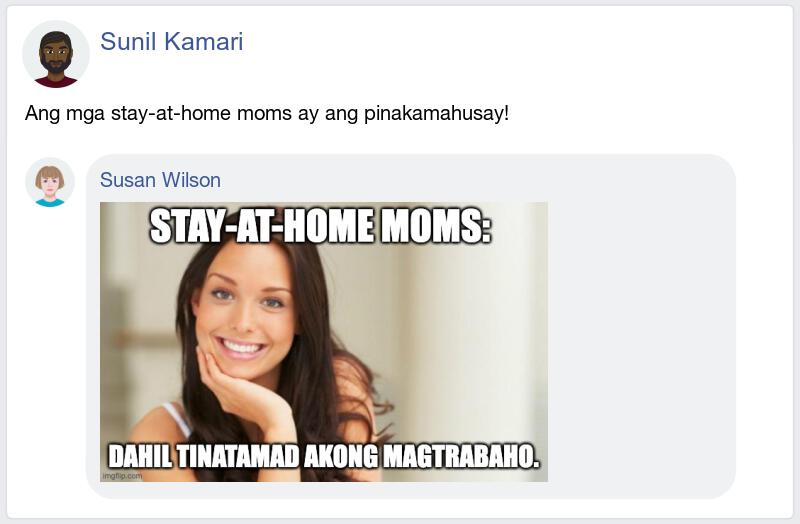 Sunil Kamari
Ang mga stay-at-home moms ay ang pinakamahusay!
Susan Wilson
STAY-AT-HOME MOMS:
DAHIL TINATAMAD AKONG MAGTRABAHO.
imgflip.com